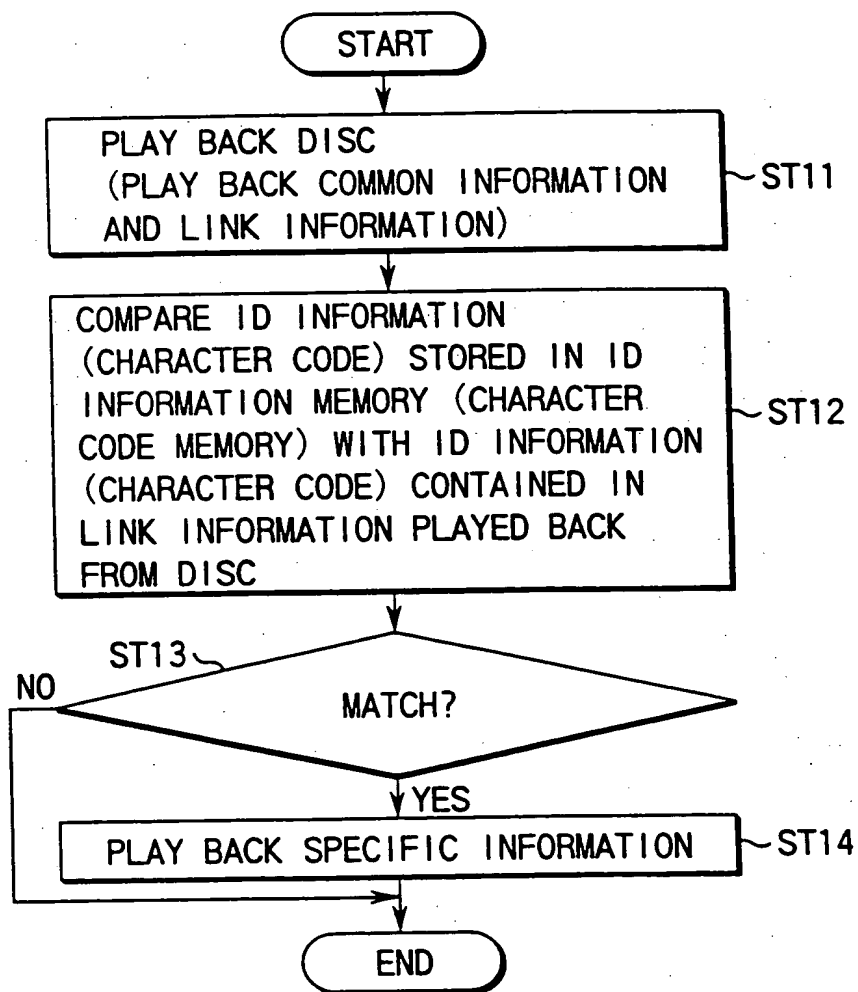 START
PLAY BACK DISC
(PLAY BACK COMMON INFORMATION
AND LINK INFORMATION)
ST11
COMPARE ID INFORMATION
(CHARACTER CODE) STORED IN ID
INFORMATION MEMORY (CHARACTER
CODE MEMORY) WITH ID INFORMATION
(CHARACTER CODE) CONTAINED IN
LINK INFORMATION PLAYED BACK
FROM DISC
ST12
ST13
NO
MATCH?
YES
PLAY BACK SPECIFIC INFORMATION
ST14
END